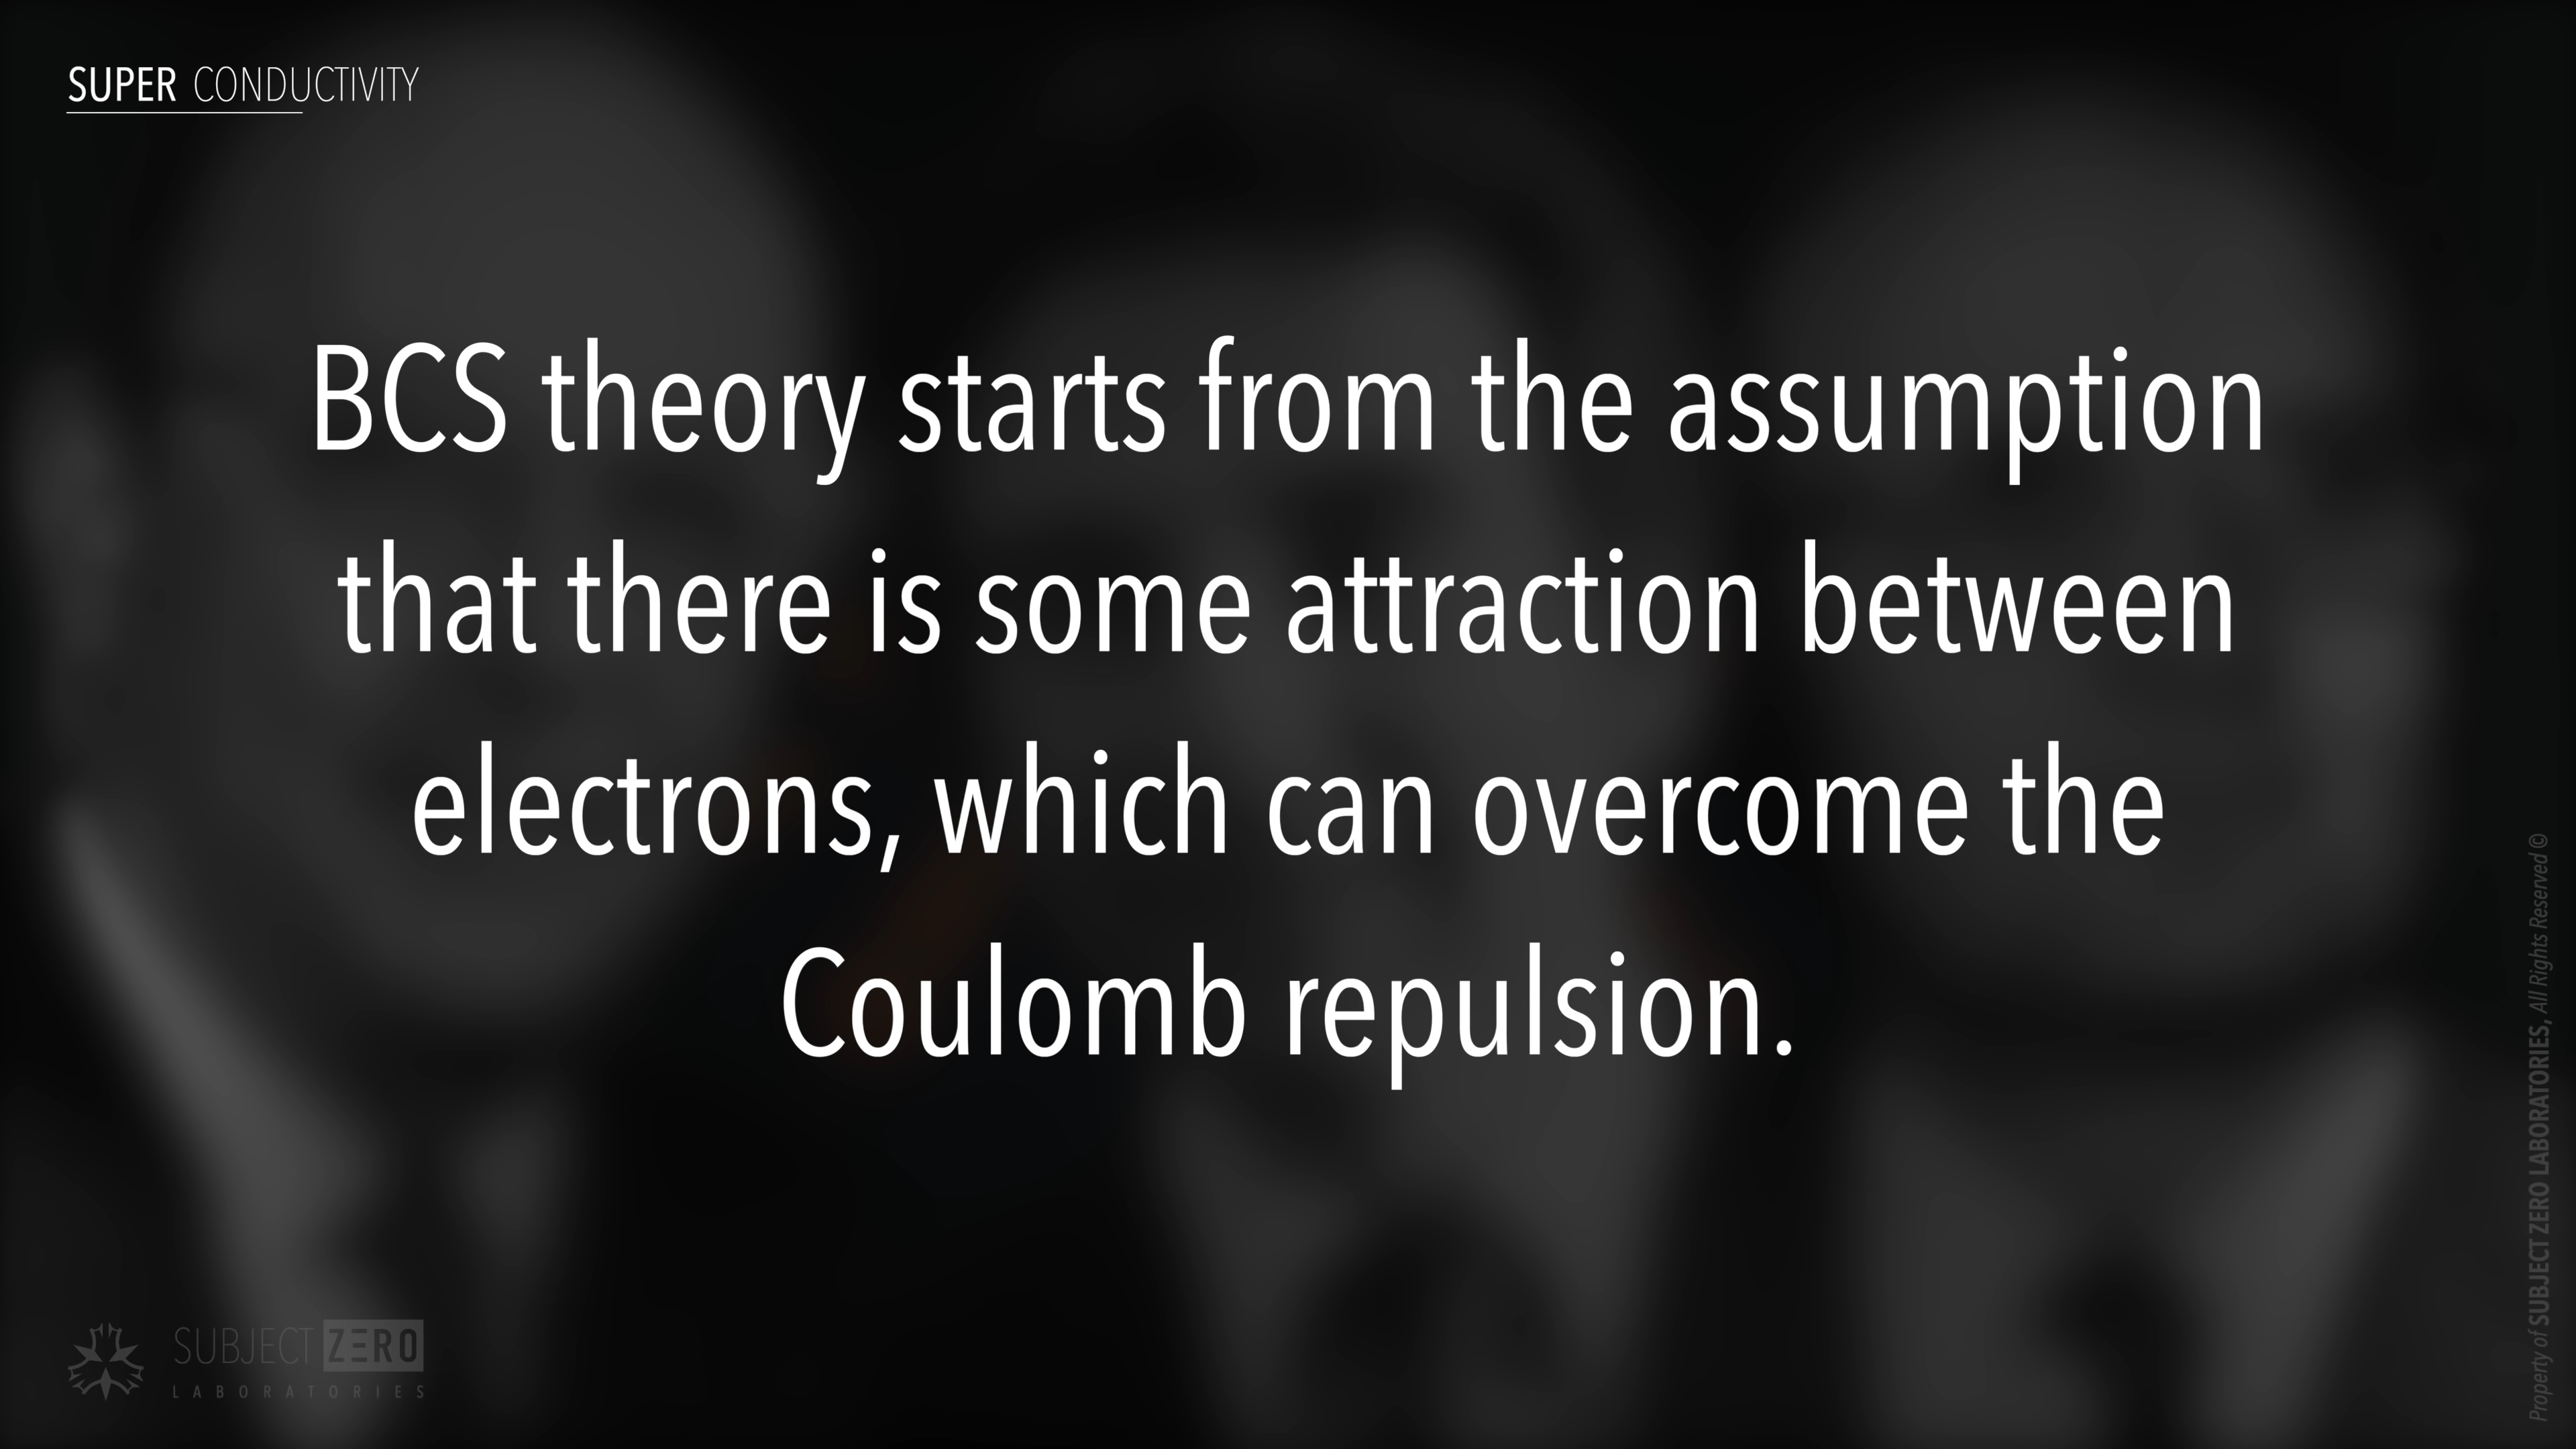 SUPER CONDUCTIVITY
BCS theory starts from the assumption
that there is some attraction between
electrons, which can overcome the
Coulomb repulsion.
SUBJECT ZERO
LABORATORIES
Property of SUBJECT ZERO LABORATORIES, All Rights Reserved ©